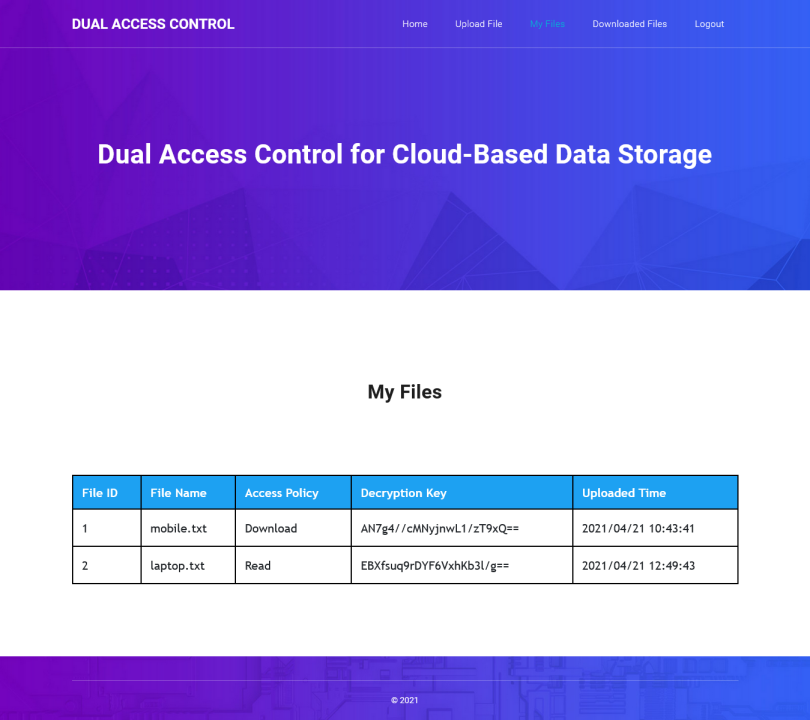 DUAL ACCESS CONTROL Home Upload File My Files Downloaded Files Logout
Dual Access Control for Cloud-Based Data Storage
My Files
File ID File Name Access Policy Decryption Key Uploaded Time
1 mobile.txt Download AN7g4//cMNyjnwL1/zT9xQ== 2021/04/21 10:43:41
2 laptop.txt Read EBXfsuq9rDYF6VxhKb3l/g== 2021/04/21 12:49:43
© 2021